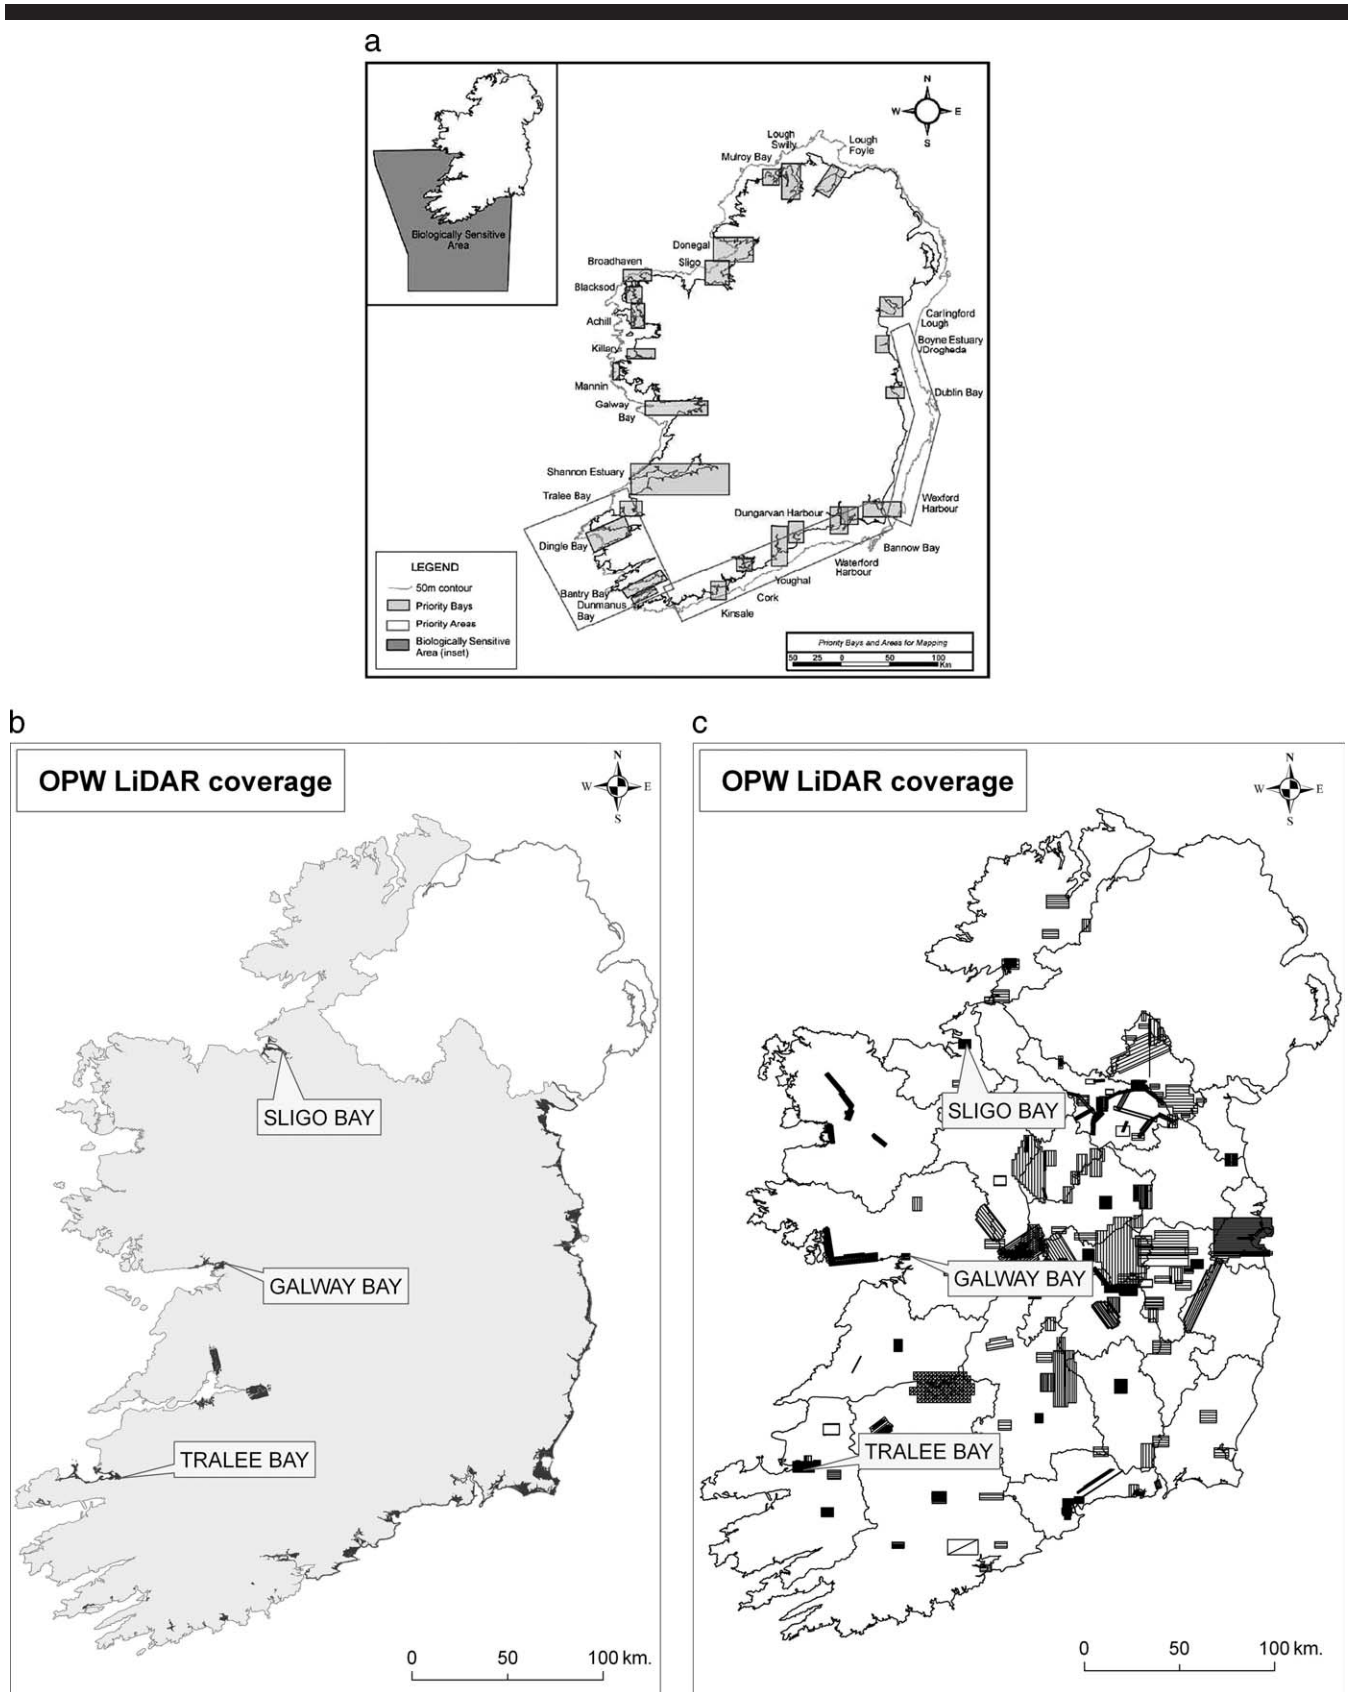 a
N
W
E
S
Biologically Sensitive
Area
Lough
Swilly
Lough
Foyle
Mulroy Bay
Donegal
Sligo
Broadhaven
Blacksod
Achill
Killary
Mannin
Galway
Bay
Carlingford
Lough
Boyne Estuary
/Drogheda
Dublin Bay
Shannon Estuary
Tralee Bay
Dingle Bay
Bantry Bay
Dunmanus
Bay
Dungarvan Harbour
Wexford
Harbour
Bannow Bay
Waterford
Harbour
Youghal
Cork
Kinsale
LEGEND
50m contour
Priority Bays
Priority Areas
Biologically Sensitive
Area (inset)
Priority Bays and Areas for Mapping
50 25 0 50 100
Km
b
OPW LiDAR coverage
N
W
E
S
SLIGO BAY
GALWAY BAY
TRALEE BAY
0 50 100 km.
c
OPW LiDAR coverage
N
W
E
S
SLIGO BAY
GALWAY BAY
TRALEE BAY
0 50 100 km.